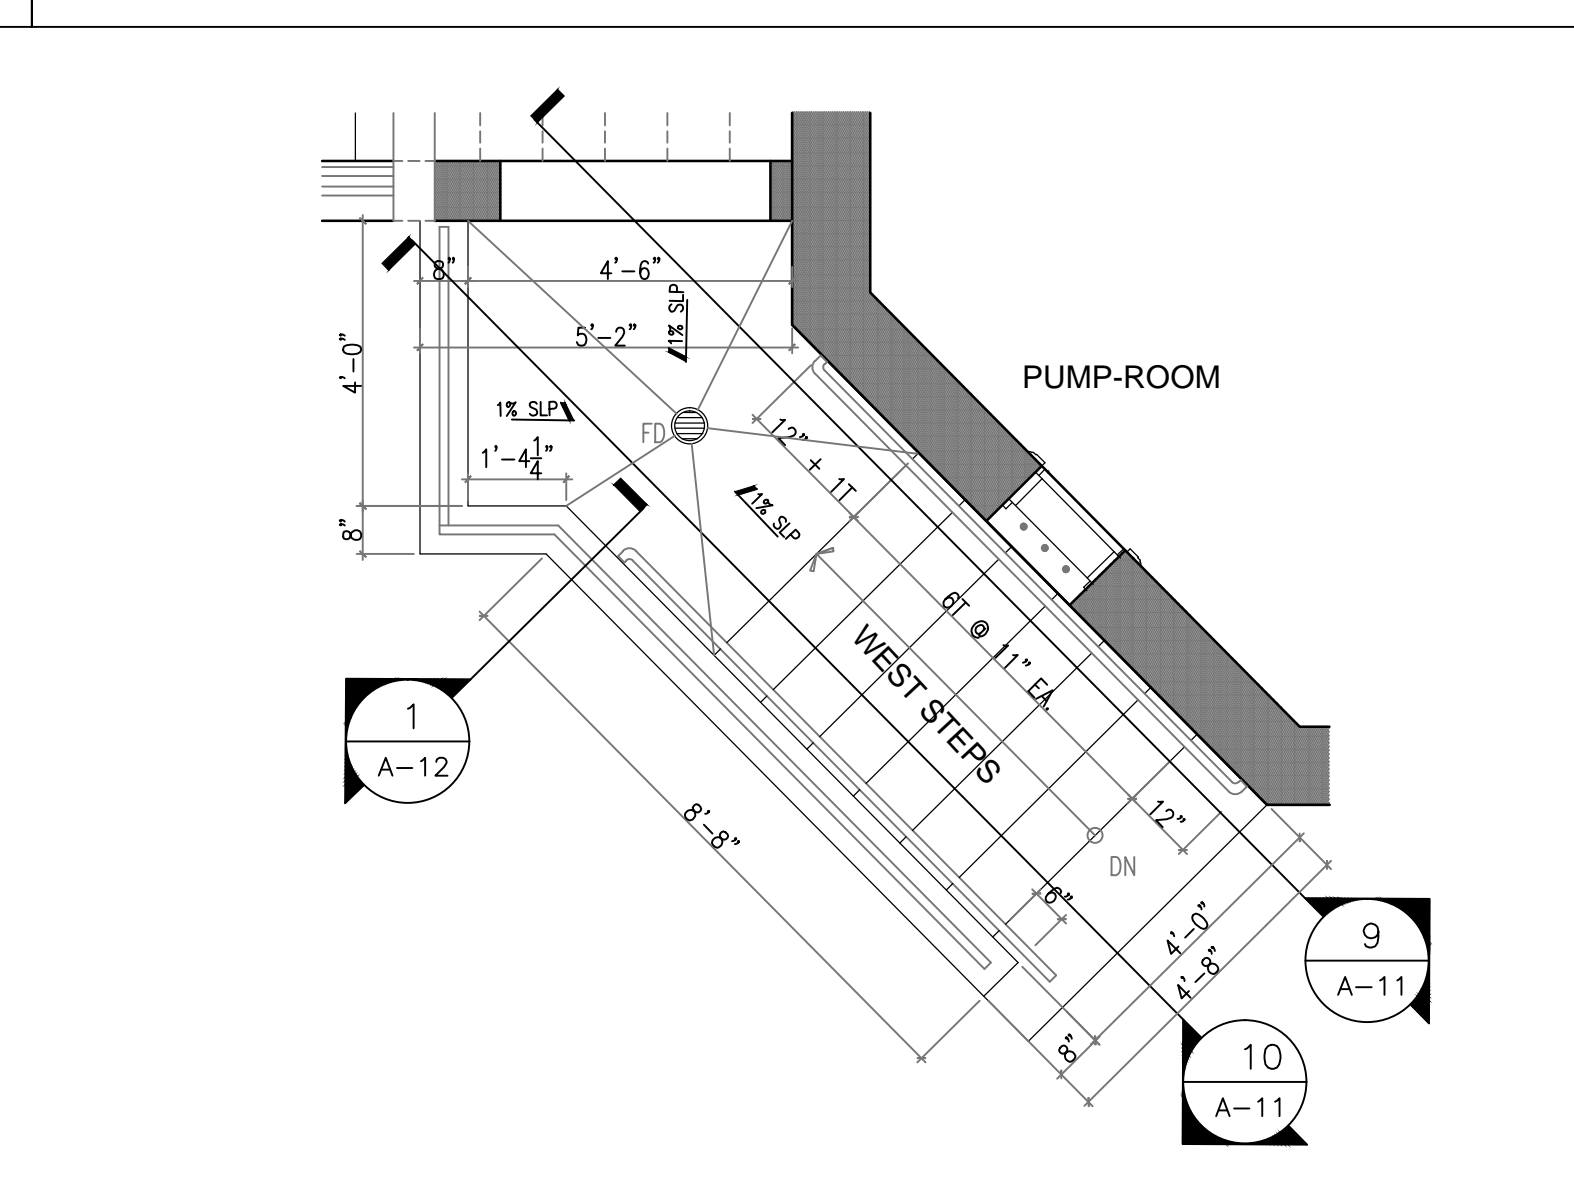 8”
4’-6”
5’-2”
1% SLP
4’-0”
PUMP-ROOM
1% SLP
FD
12” + 1T
1’-4 1/4”
1% SLP
8”
6T @ 11” EA.
WEST STEPS
1
A-12
8’-8”
12”
DN
6”
4’-0”
4’-8”
9
A-11
8”
10
A-11